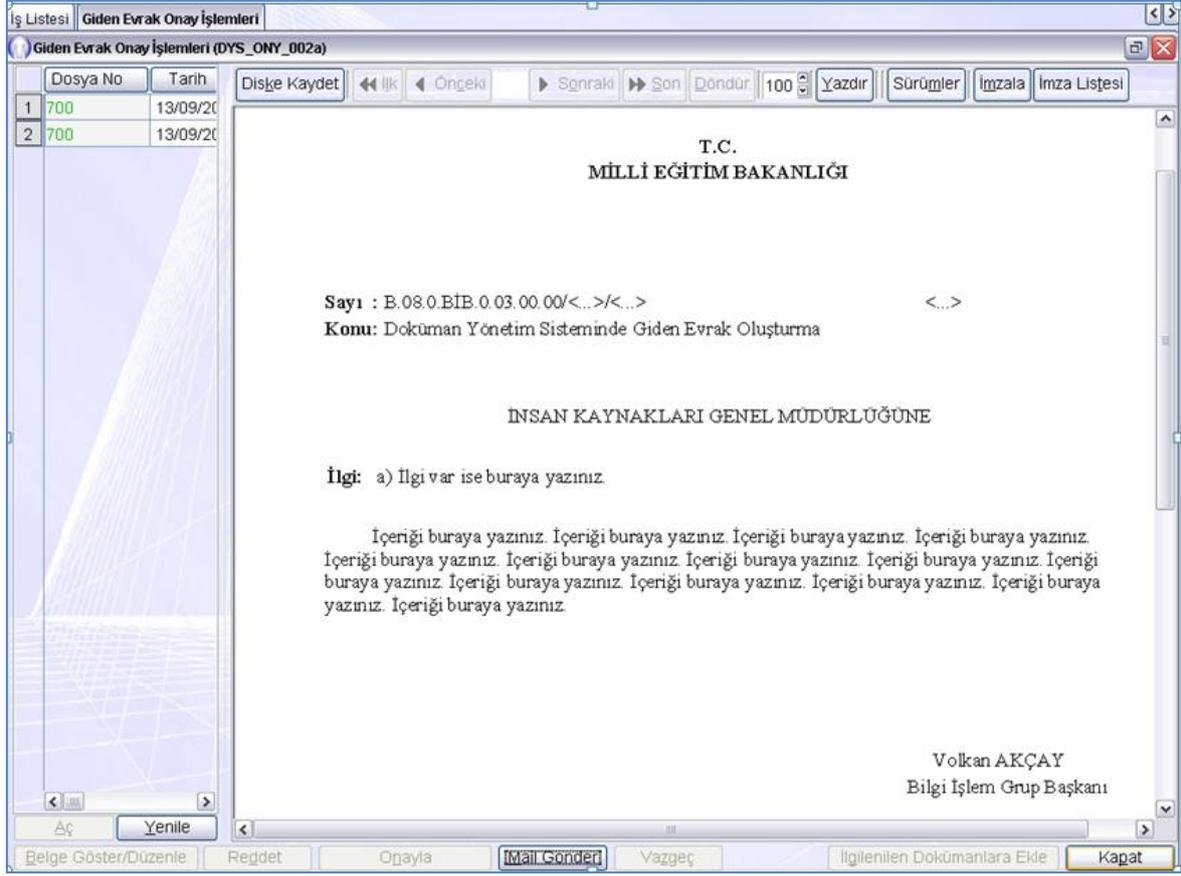 İş Listesi Giden Evrak Onay İşlemleri
Giden Evrak Onay İşlemleri (DYS_ONY_002a)
Dosya No Tarih
1 700 13/09/20
2 700 13/09/20
Diske Kaydet İlk Önceki Sonraki Son Döndür 100 Yazdır Sürümler İmzala İmza Listesi
T.C.
MİLLİ EĞİTİM BAKANLIĞI
Sayı : B.08.0.BİB.0.03.00.00/<...>/<...> <...>
Konu: Doküman Yönetim Sisteminde Giden Evrak Oluşturma
İNSAN KAYNAKLARI GENEL MÜDÜRLÜĞÜNE
İlgi: a) İlgi var ise buraya yazınız.
İçeriği buraya yazınız. İçeriği buraya yazınız. İçeriği buraya yazınız. İçeriği buraya yazınız.
İçeriği buraya yazınız. İçeriği buraya yazınız. İçeriği buraya yazınız. İçeriği buraya yazınız. İçeriği
buraya yazınız. İçeriği buraya yazınız. İçeriği buraya yazınız. İçeriği buraya yazınız. İçeriği buraya
yazınız. İçeriği buraya yazınız.
Volkan AKÇAY
Bilgi İşlem Grup Başkanı
Aç Yenile
Belge Göster/Düzenle Reddet Onayla Mail Gönder Vazgeç İlgilenilen Dokümanlara Ekle Kapat